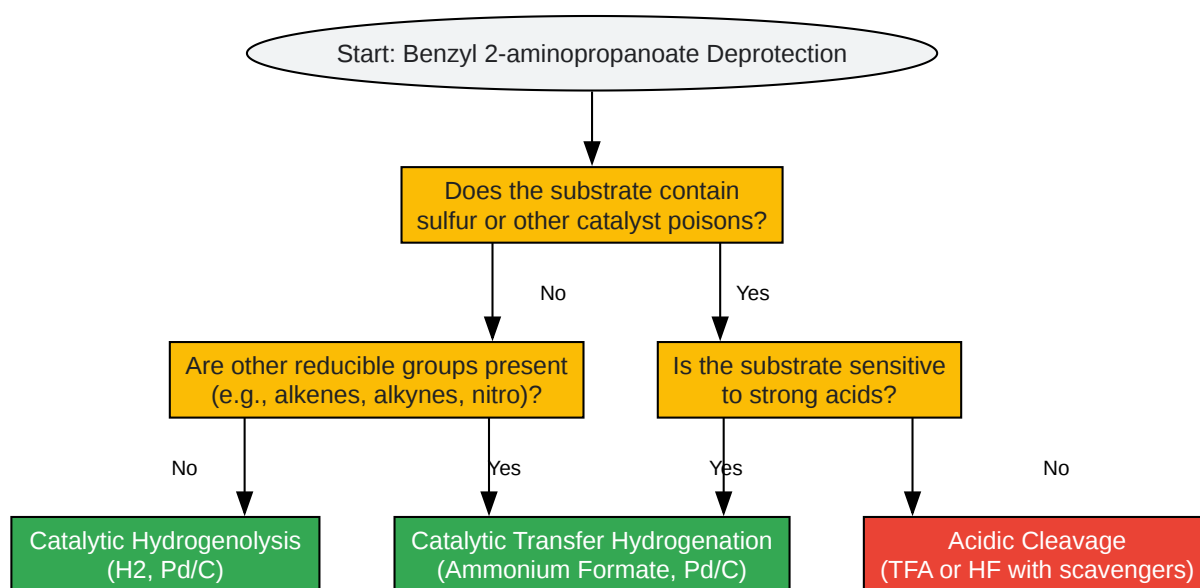 Start: Benzyl 2-aminopropanoate Deprotection
Does the substrate contain
sulfur or other catalyst poisons?
No
Yes
Are other reducible groups present
(e.g., alkenes, alkynes, nitro)?
Is the substrate sensitive
to strong acids?
No
Yes
Yes
No
Catalytic Hydrogenolysis
(H2, Pd/C)
Catalytic Transfer Hydrogenation
(Ammonium Formate, Pd/C)
Acidic Cleavage
(TFA or HF with scavengers)